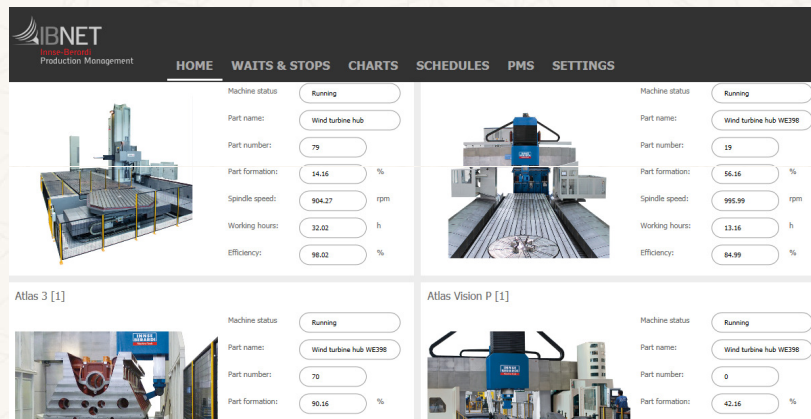 IBNET
Innse-Berardi
Production Management
HOME WAITS & STOPS CHARTS SCHEDULES PMS SETTINGS
Machine status Running
Part name: Wind turbine hub
Part number: 79
Part formation: 14.16 %
Spindle speed: 904.27 rpm
Working hours: 32.02 h
Efficiency: 98.02 %
Machine status Running
Part name: Wind turbine hub WE398
Part number: 19
Part formation: 56.16 %
Spindle speed: 995.99 rpm
Working hours: 13.16 h
Efficiency: 84.99 %
Atlas 3 [1]
INNSE
BERARDI
Machine status Running
Part name: Wind turbine hub WE398
Part number: 70
Part formation: 90.16 %
Atlas Vision P [1]
INNSE
BERARDI
Machine status Running
Part name: Wind turbine hub WE398
Part number: 0
Part formation: 42.16 %